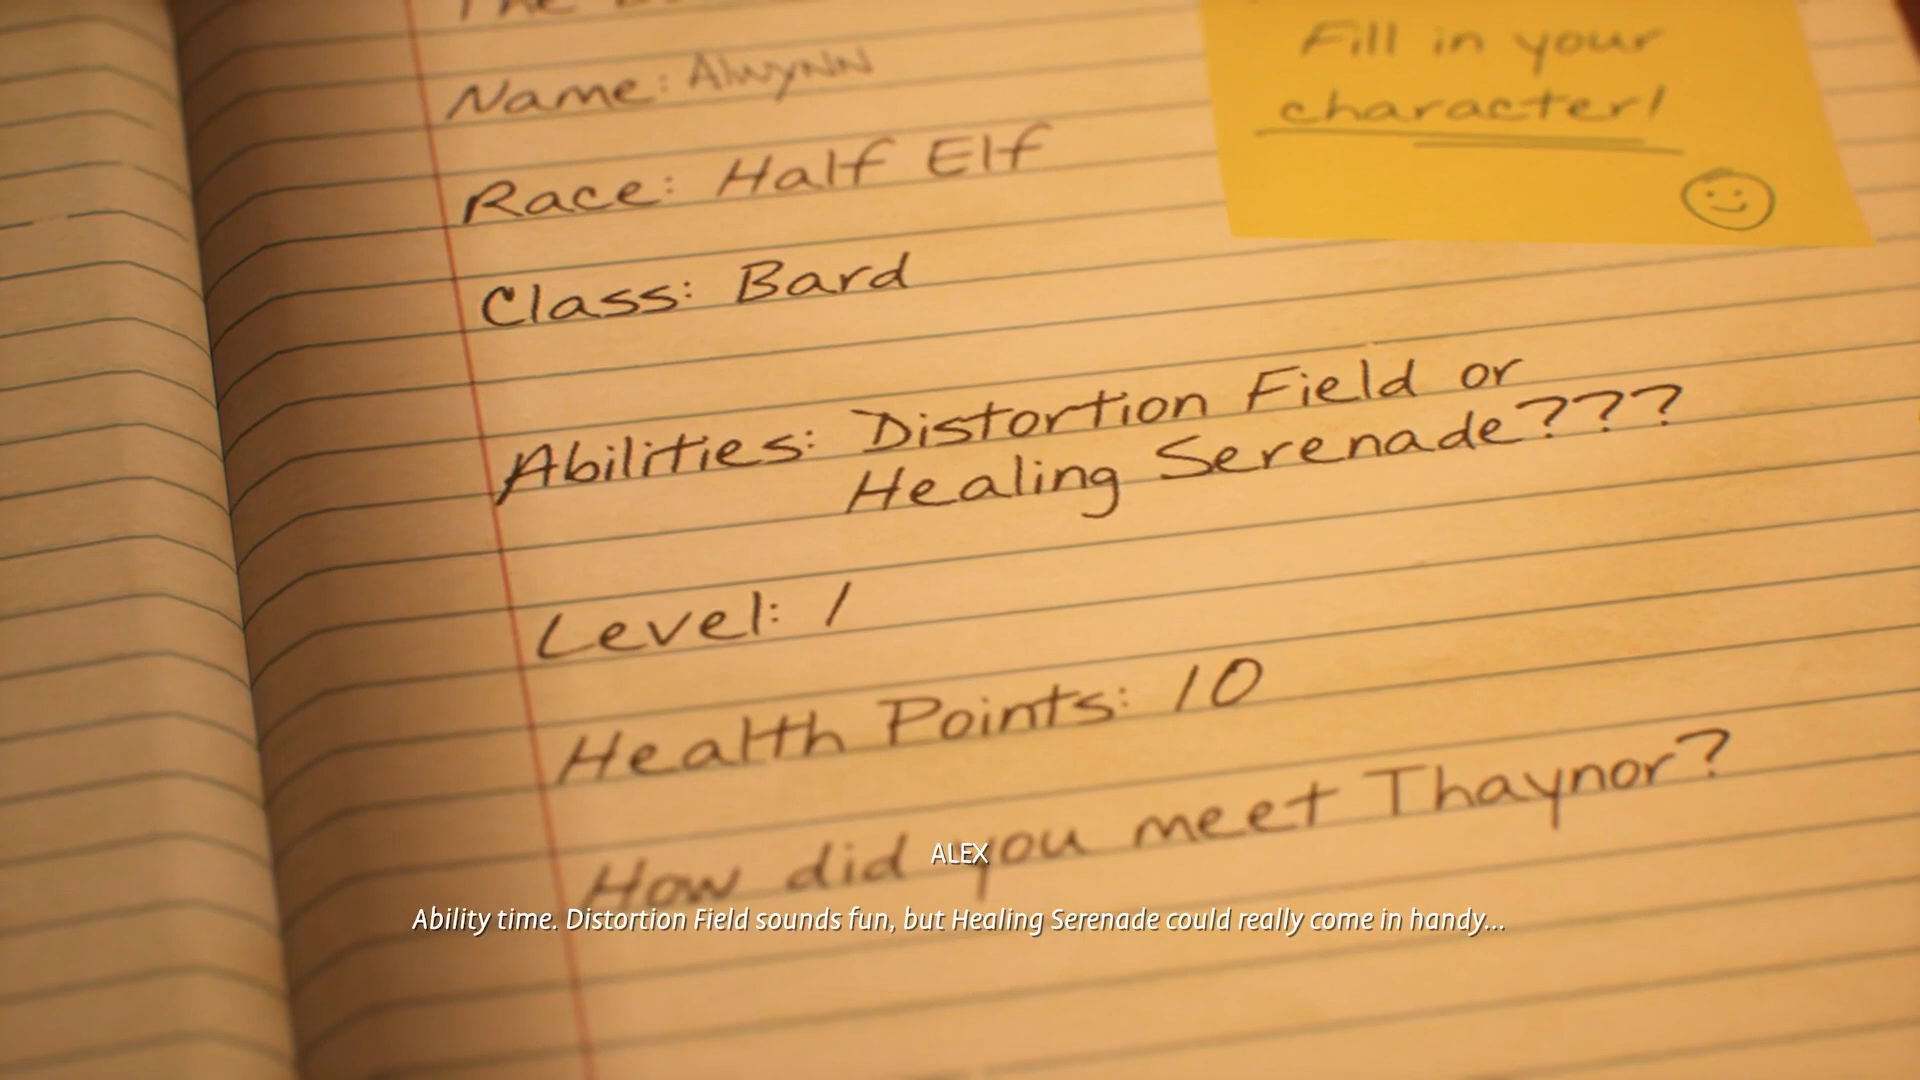 Name: Alwynn
Race: Half Elf
Class: Bard
Abilities: Distortion Field or
Healing Serenade???
Level: 1
Health Points: 10
How did you meet Thaynor?
Fill in your
character!
ALEX
Ability time. Distortion Field sounds fun, but Healing Serenade could really come in handy...